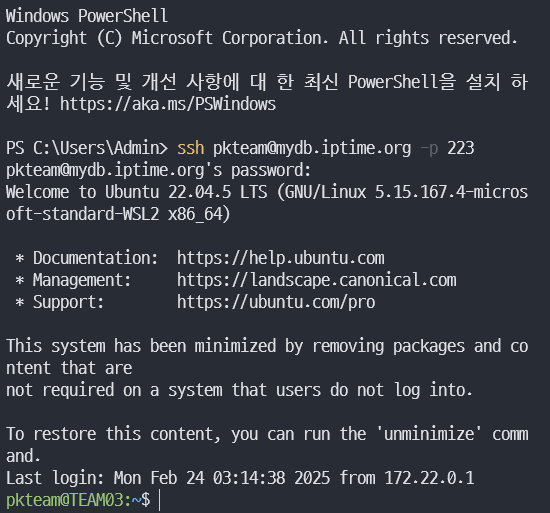 Windows PowerShell
Copyright (C) Microsoft Corporation. All rights reserved.
새로운 기능 및 개선 사항에 대 한 최신 PowerShell을 설치 하
세요! https://aka.ms/PSWindows
PS C:\Users\Admin> ssh pkteam@mydb.iptime.org -p 223
pkteam@mydb.iptime.org's password:
Welcome to Ubuntu 22.04.5 LTS (GNU/Linux 5.15.167.4-micros
oft-standard-WSL2 x86_64)
 * Documentation:  https://help.ubuntu.com
 * Management:     https://landscape.canonical.com
 * Support:        https://ubuntu.com/pro
This system has been minimized by removing packages and co
ntent that are
not required on a system that users do not log into.
To restore this content, you can run the 'unminimize' comm
and.
Last login: Mon Feb 24 03:14:38 2025 from 172.22.0.1
pkteam@TEAM03:~$